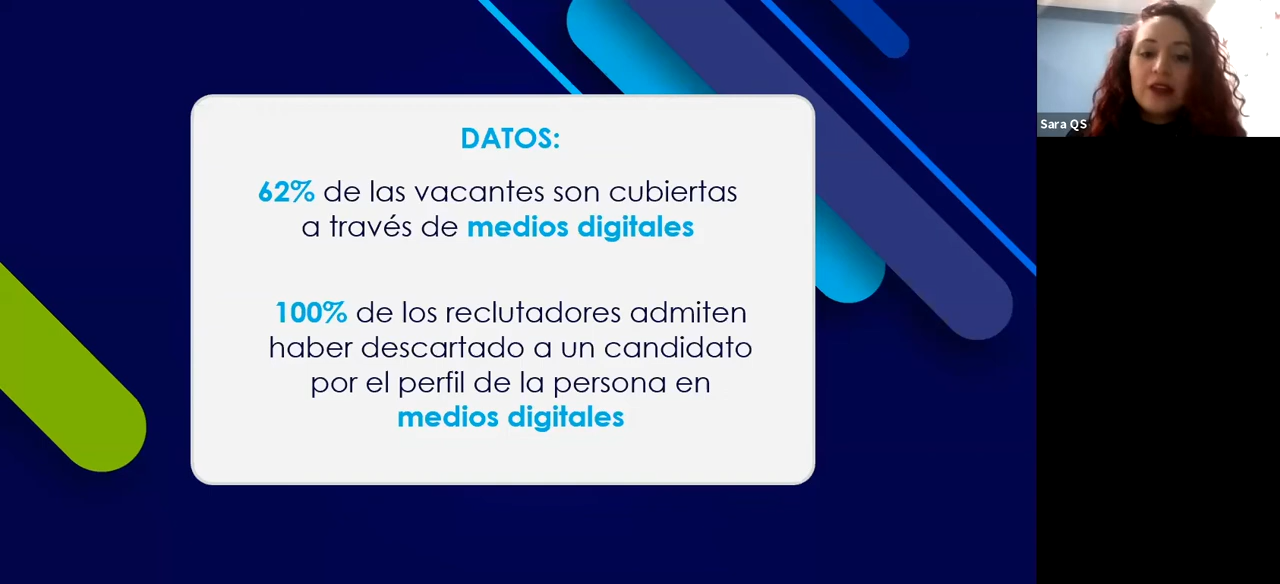 DATOS:
62% de las vacantes son cubiertas
a través de medios digitales
100% de los reclutadores admiten
haber descartado a un candidato
por el perfil de la persona en
medios digitales
Sara QS